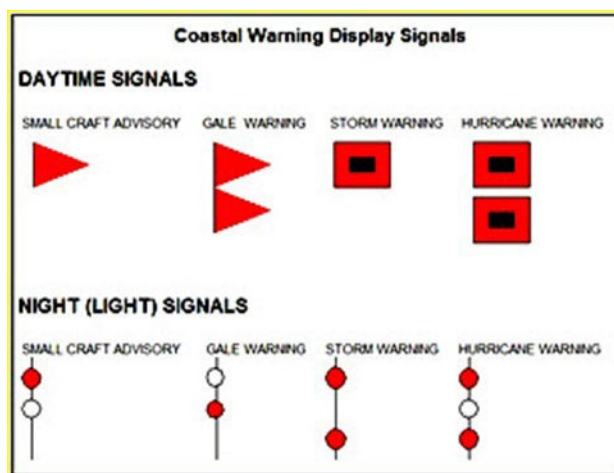 Coastal Warning Display Signals
DAYTIME SIGNALS
SMALL CRAFT ADVISORY GALE WARNING STORM WARNING HURRICANE WARNING
NIGHT (LIGHT) SIGNALS
SMALL CRAFT ADVISORY GALE WARNING STORM WARNING HURRICANE WARNING